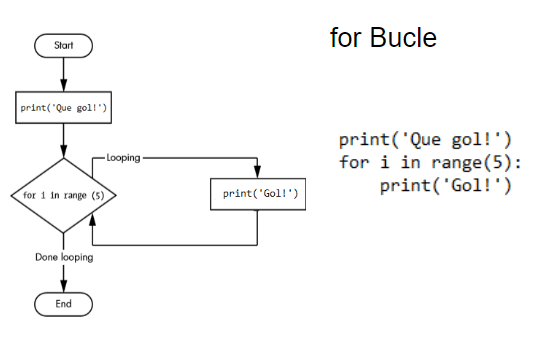 for Bucle
Start
print('Que gol!')
for i in range (5)
Looping
print('Gol!')
Done looping
End
print('Que gol!')
for i in range(5):
    print('Gol!')